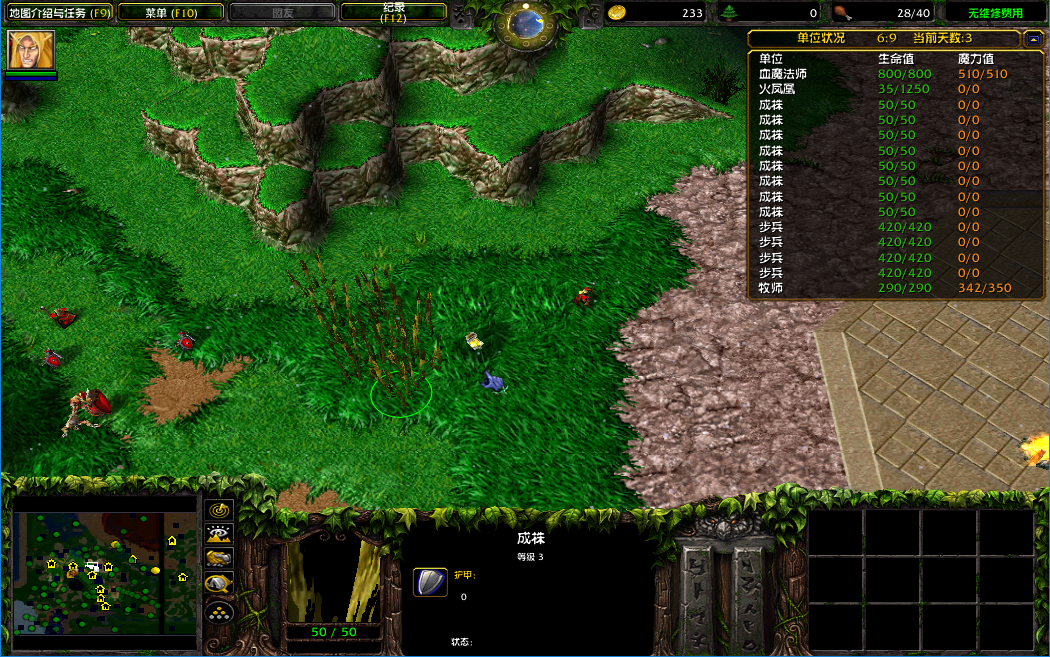 地图介绍与任务 (F9) 菜单 (F10) 盟友 纪录 (F12) 233 0 28/40 无维修费用
单位状况 6:9 当前天数:3
单位 生命值 魔力值
血魔法师 800/800 510/510
火凤凰 35/1250 0/0
成株 50/50 0/0
成株 50/50 0/0
成株 50/50 0/0
成株 50/50 0/0
成株 50/50 0/0
成株 50/50 0/0
成株 50/50 0/0
成株 50/50 0/0
步兵 420/420 0/0
步兵 420/420 0/0
步兵 420/420 0/0
步兵 420/420 0/0
牧师 290/290 342/350
成株
等级 3
护甲:
0
50 / 50
状态: